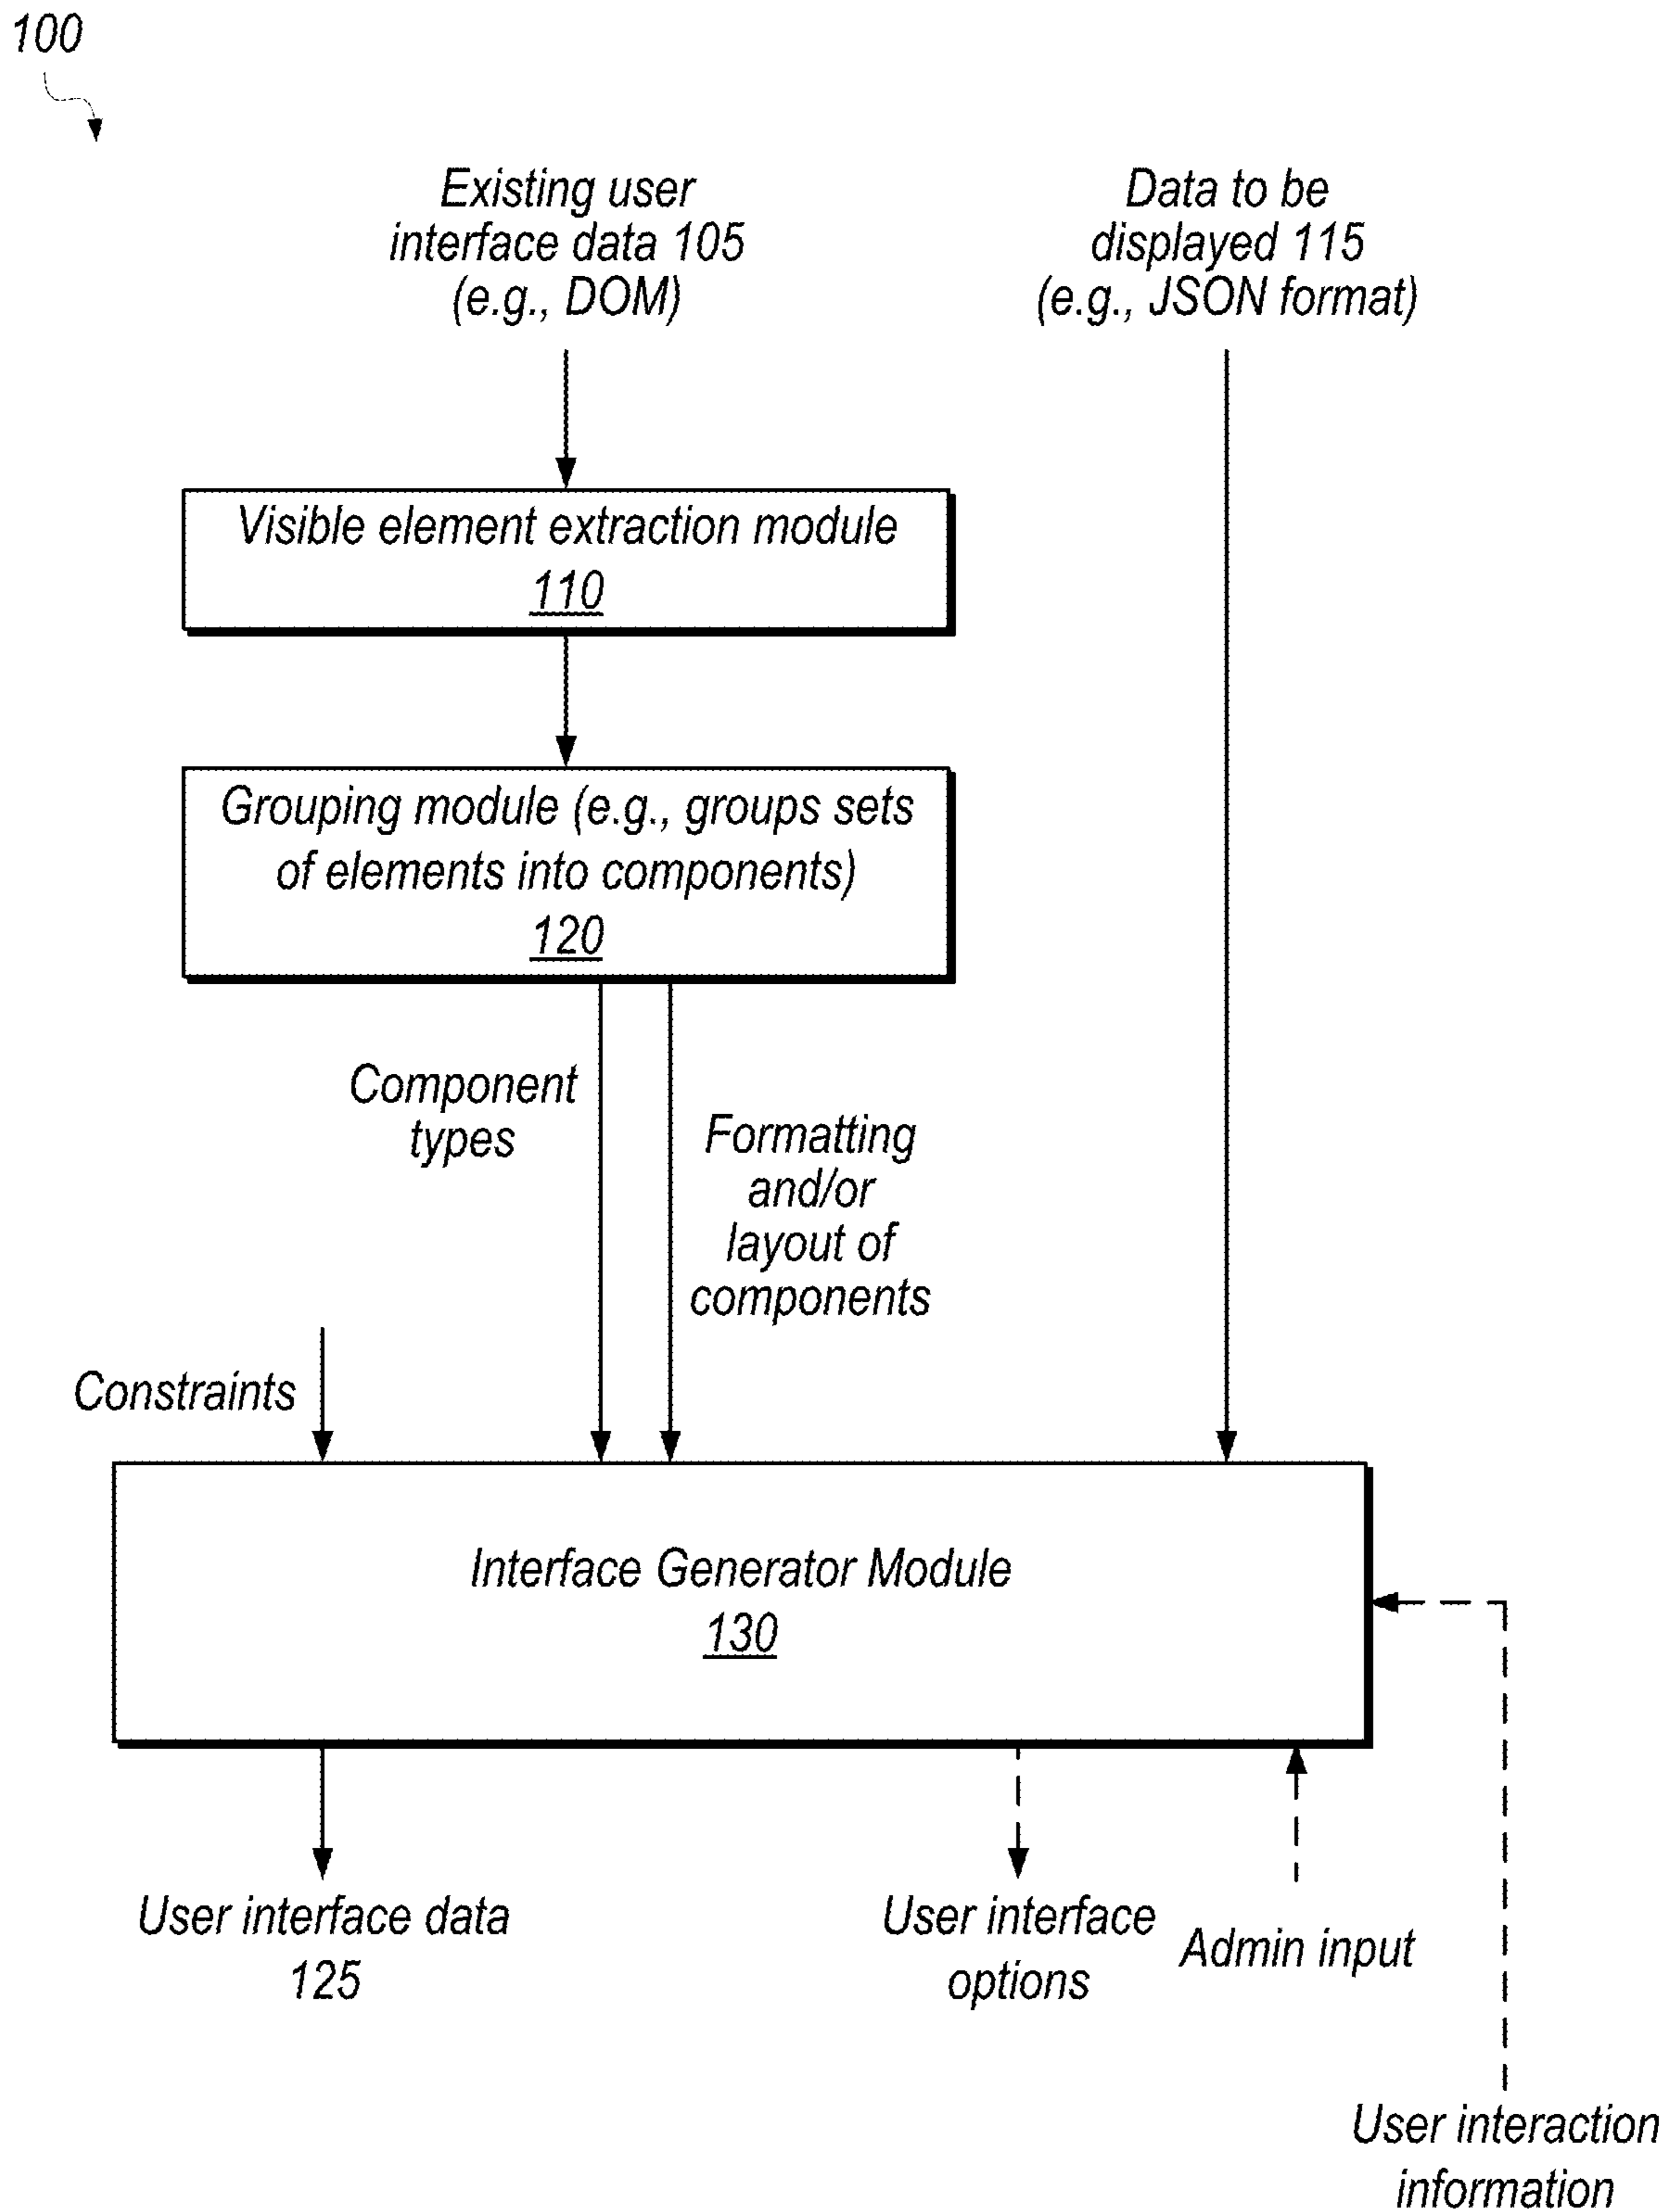 100
Existing user
interface data 105
(e.g., DOM)
Data to be
displayed 115
(e.g., JSON format)
Visible element extraction module
110
Grouping module (e.g., groups sets
of elements into components)
120
Component
types
Formatting
and/or
layout of
components
Constraints
Interface Generator Module
130
User interface data
125
User interface
options
Admin input
User interaction
information